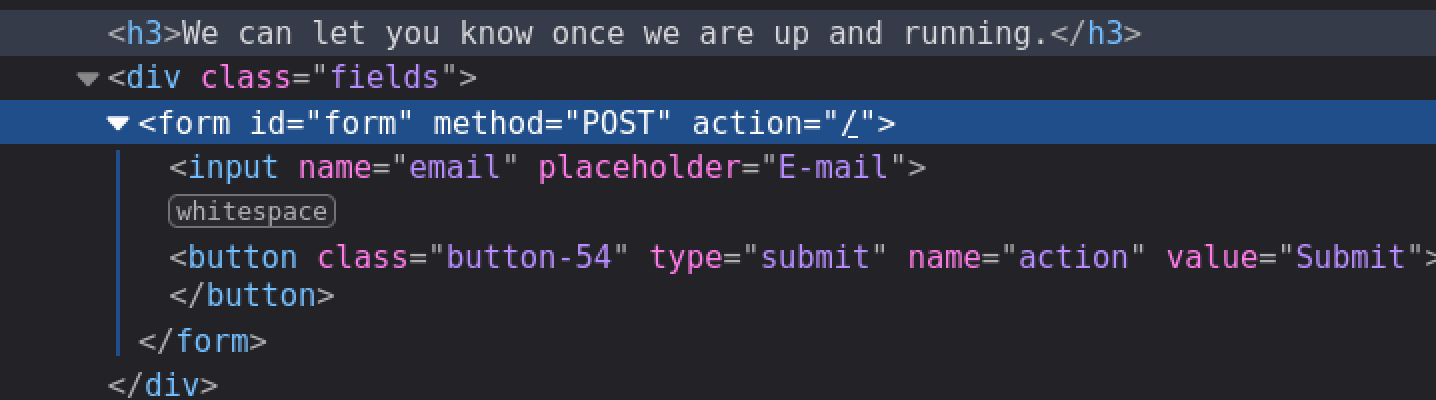 <h3>We can let you know once we are up and running.</h3>
<div class="fields">
<form id="form" method="POST" action="/">
<input name="email" placeholder="E-mail">
whitespace
<button class="button-54" type="submit" name="action" value="Submit">
</button>
</form>
</div>